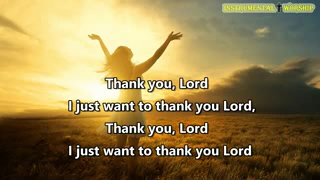 INSTRUMENTAL WORSHIP
Thank you, Lord
I just want to thank you Lord,
Thank you, Lord
I just want to thank you Lord